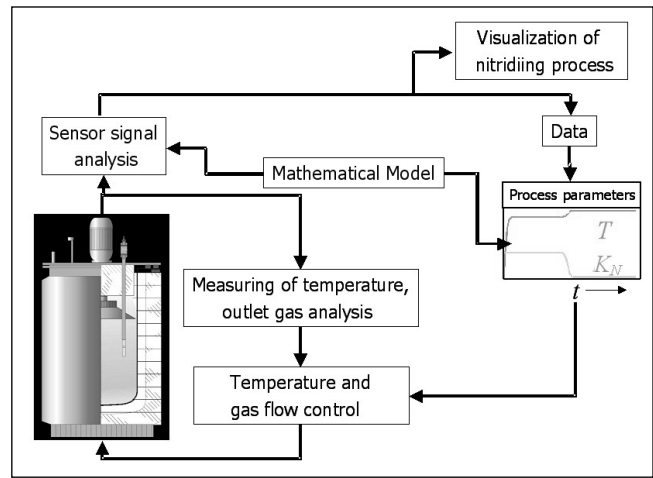 Visualization of
nitridiing process
Sensor signal
analysis
Data
Mathematical Model
Process parameters
T
K_N
t
Measuring of temperature,
outlet gas analysis
Temperature and
gas flow control